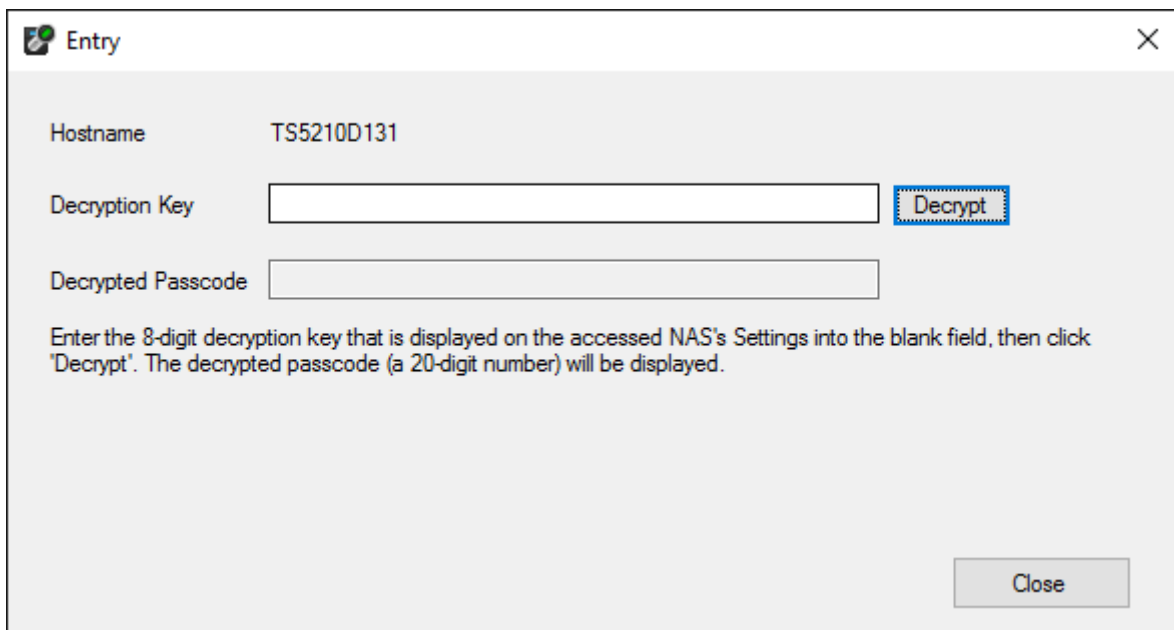 Entry
Hostname TS5210D131
Decryption Key Decrypt
Decrypted Passcode
Enter the 8-digit decryption key that is displayed on the accessed NAS's Settings into the blank field, then click
'Decrypt'. The decrypted passcode (a 20-digit number) will be displayed.
Close